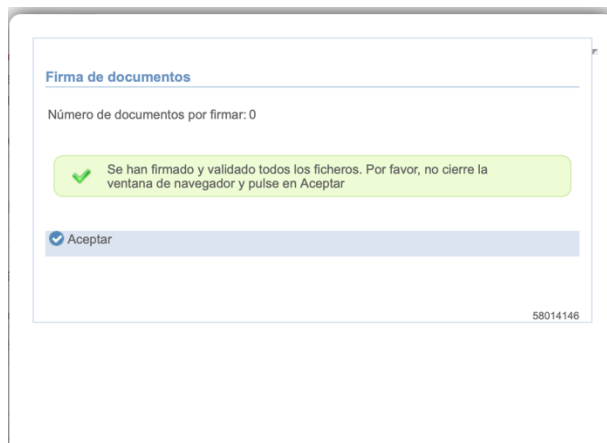 Firma de documentos
Número de documentos por firmar: 0
Se han firmado y validado todos los ficheros. Por favor, no cierre la
ventana de navegador y pulse en Aceptar
Aceptar
58014146